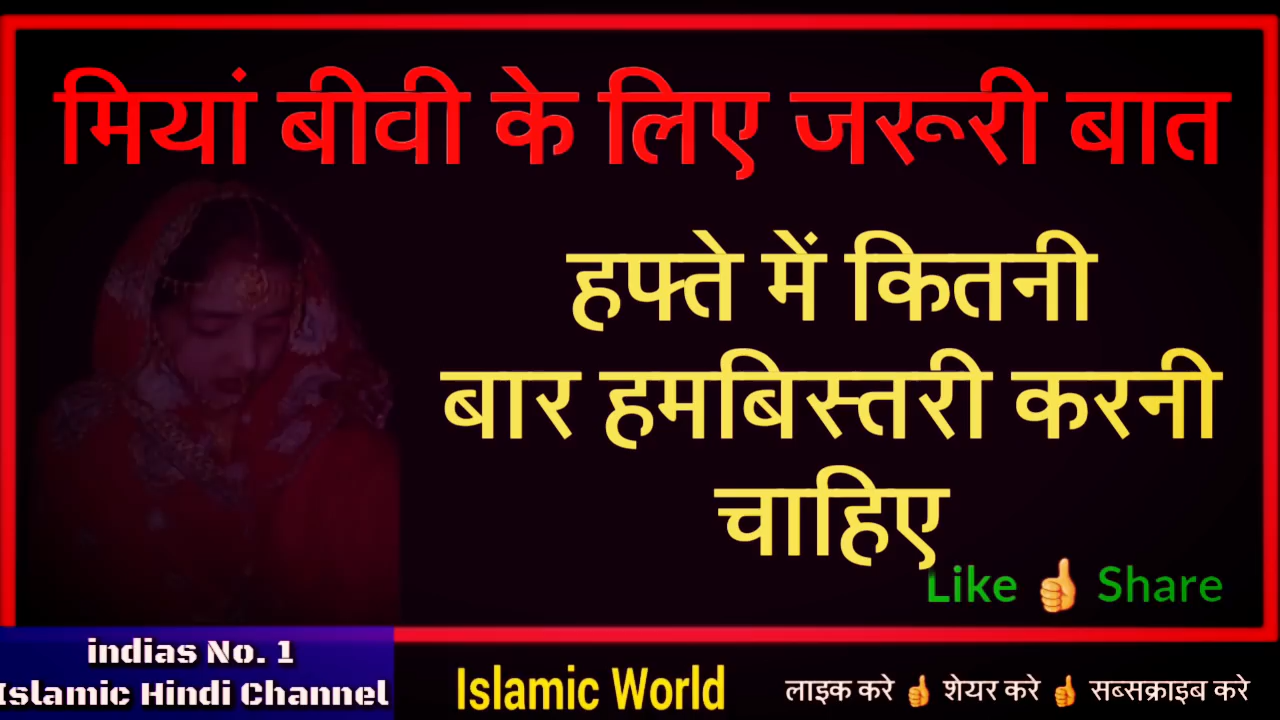 मियां बीवी के लिए जरूरी बात
हफ्ते में कितनी
बार हमबिस्तरी करनी
चाहिए
Like 👍 Share
indias No. 1
Islamic Hindi Channel
Islamic World
लाइक करे 👍 शेयर करे 👍 सब्सक्राइब करे